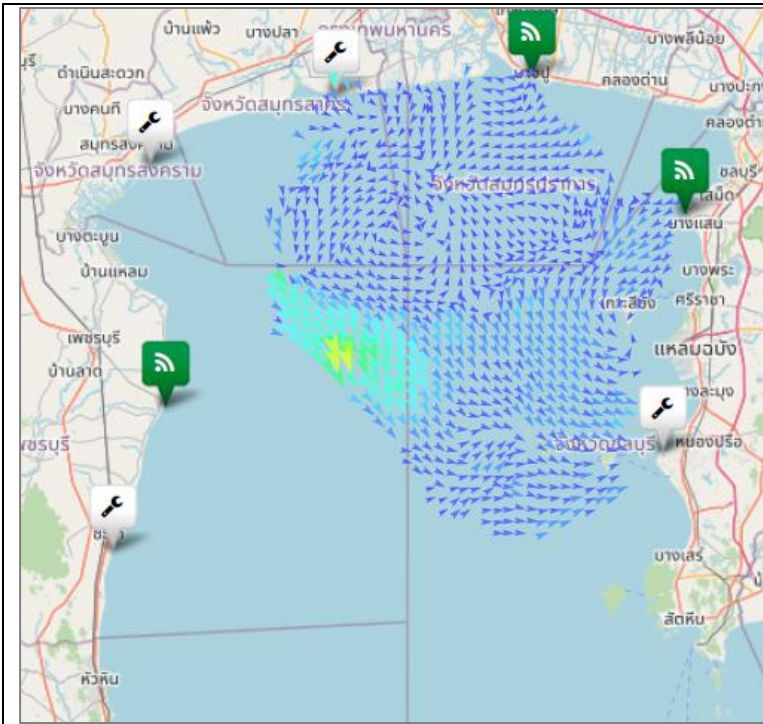 บ้านแพ้ว
บางปลา
กรุงเทพมหานคร
บางพลีน้อย
ดำเนินสะดวก
คลองด่าน
บางปู
บางคนที
จังหวัดสมุทรสาคร
คลองตำ
จังหวัดสมุทรสงคราม
จังหวัดสมุทรปราการ
ชลบุรี
เสม็ด
บางแสน
บางตะบูน
บ้านแหลม
บางพระ
เกาะสีชัง
ศรีราชา
เพชรบุรี
แหลมฉบัง
บ้านลาด
จังหวัดชลบุรี
หนองปรือ
บางเสร่
สัตหีบ
หัวหิน